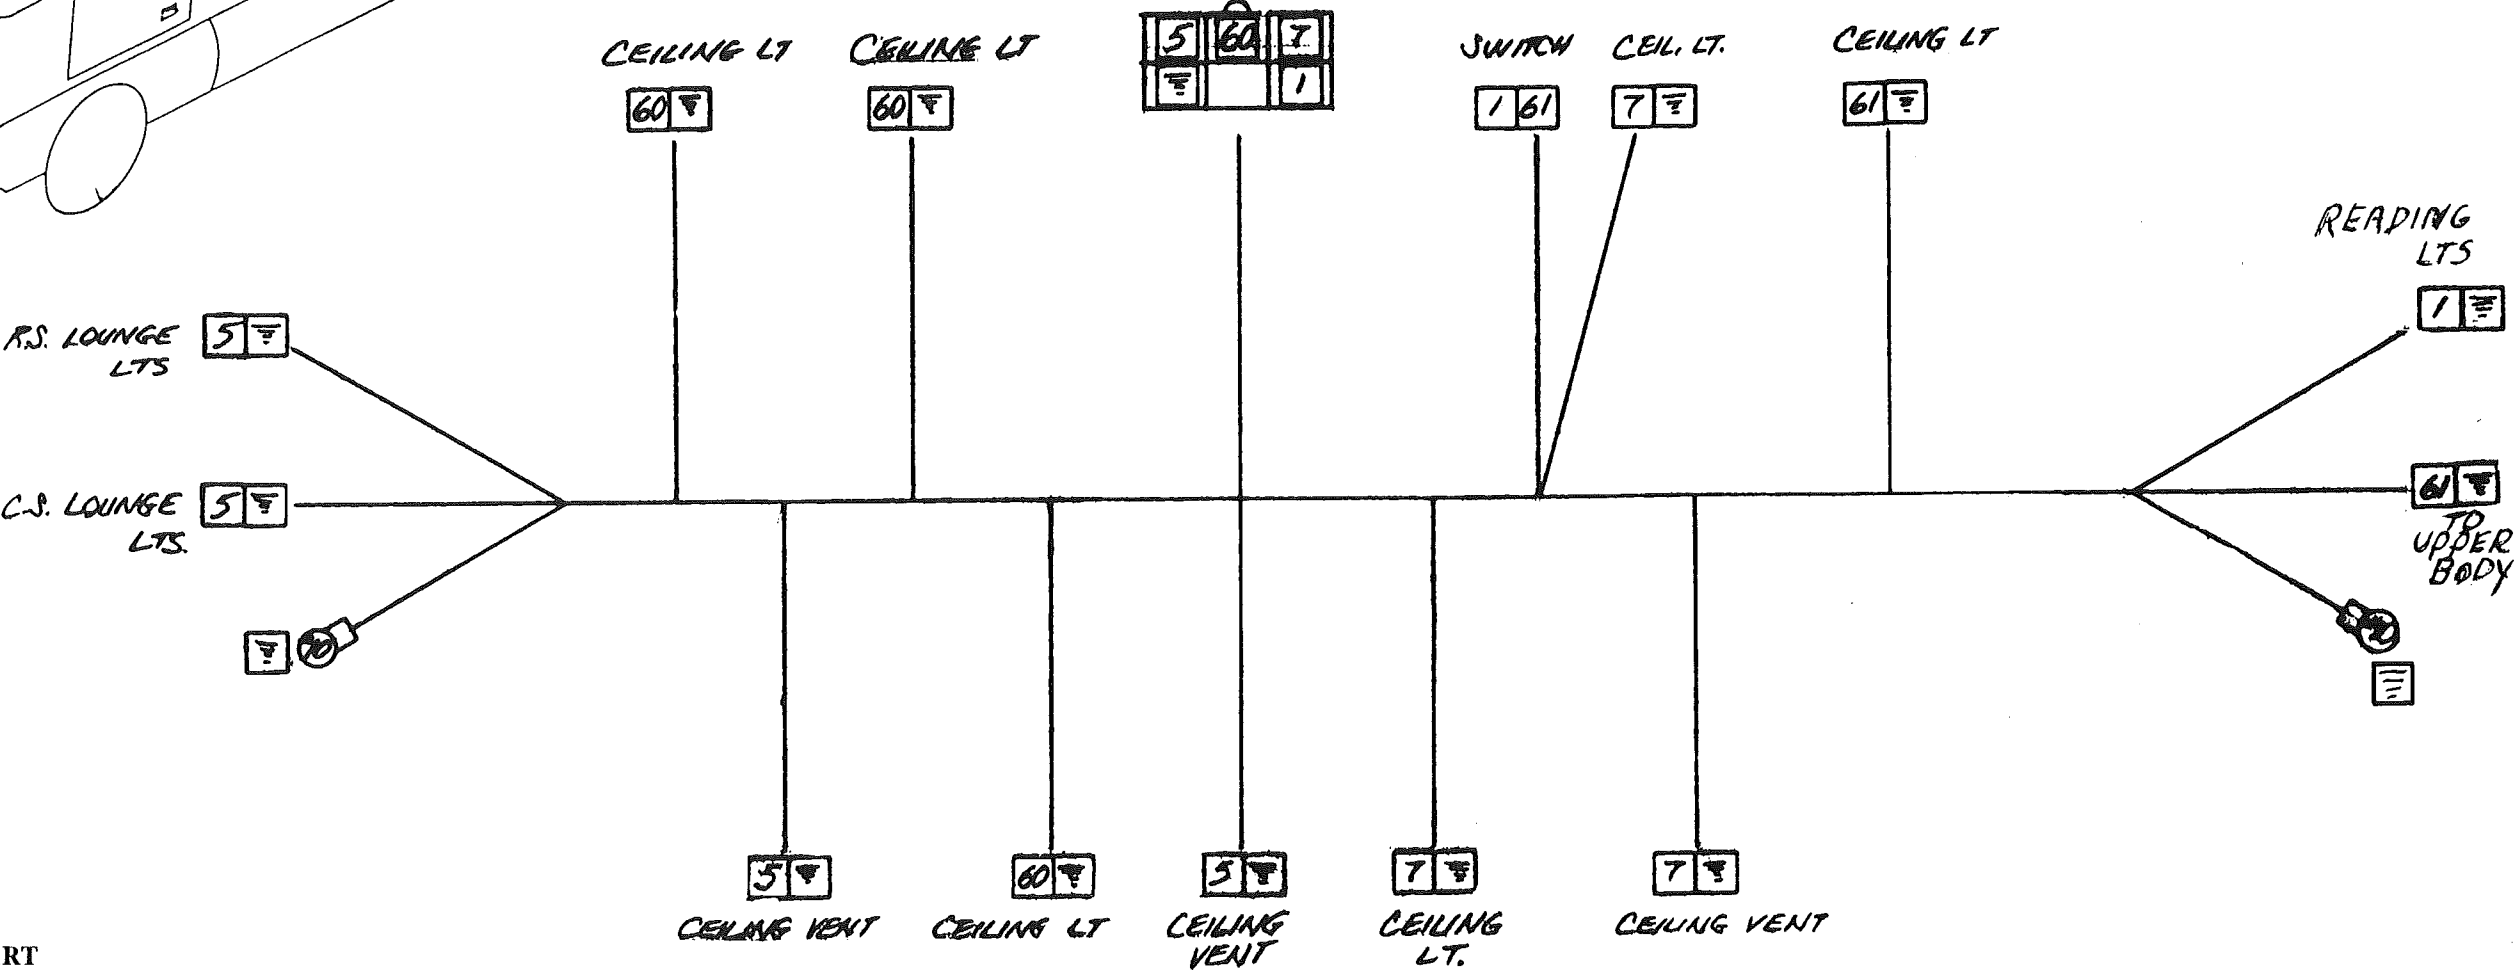 CEILING LT
CEILING LT
5 60 7
1
SWITCH
CEIL. LT.
CEILING LT
60
60
1 61
7
61
READING
LTS
1
R.S. LOUNGE
LTS
5
C.S. LOUNGE
LTS.
5
61
TO
UPPER
BODY
10
5
60
5
7
7
CEILING VENT
CEILING LT
CEILING
VENT
CEILING
LT.
CEILING VENT
RT